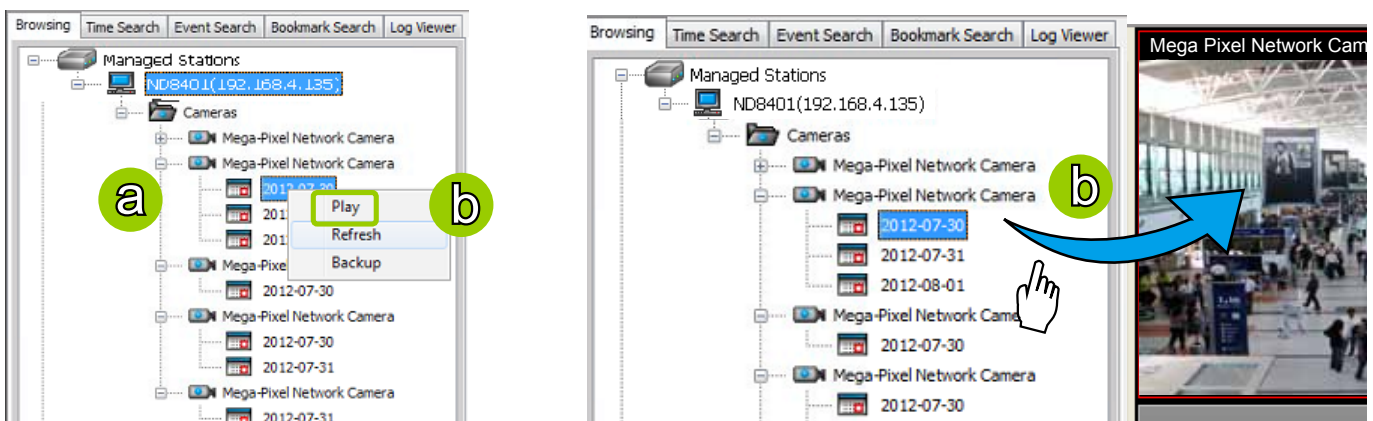 Browsing Time Search Event Search Bookmark Search Log Viewer
Managed Stations
ND8401(192.168.4.135)
Cameras
Mega-Pixel Network Camera
Mega-Pixel Network Camera
a
2012-07-30
b
Play
201
Refresh
201
Backup
Mega-Pixe
2012-07-30
Mega-Pixel Network Camera
2012-07-30
2012-07-31
Mega-Pixel Network Camera
2012-07-31
Browsing Time Search Event Search Bookmark Search Log Viewer
Managed Stations
ND8401(192.168.4.135)
Cameras
Mega-Pixel Network Camera
Mega-Pixel Network Camera
b
2012-07-30
2012-07-31
2012-08-01
Mega-Pixel Network Came
2012-07-30
Mega-Pixel Network Camera
2012-07-30
Mega Pixel Network Cam